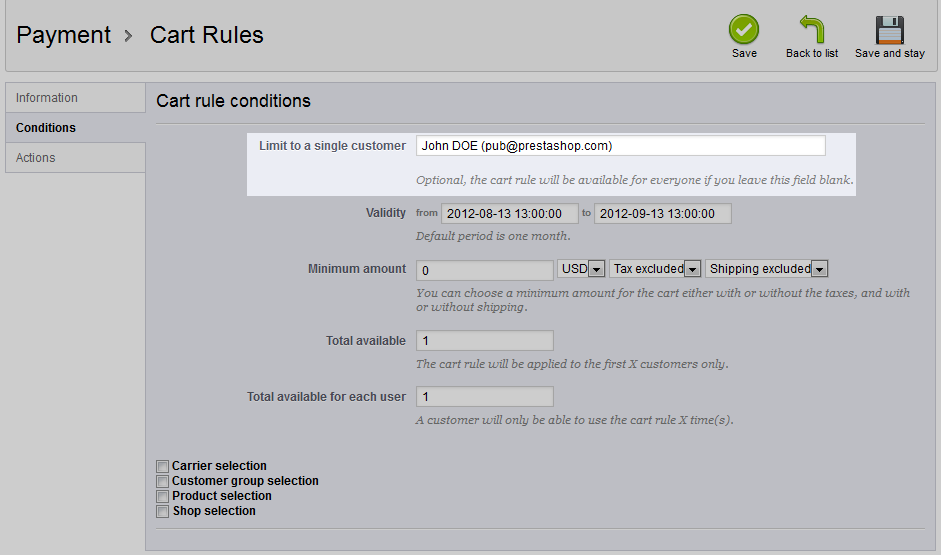 Payment > Cart Rules
Save
Back to list
Save and stay
Information
Conditions
Actions
Cart rule conditions
Limit to a single customer John DOE (pub@prestashop.com)
Optional, the cart rule will be available for everyone if you leave this field blank.
Validity from 2012-08-13 13:00:00 to 2012-09-13 13:00:00
Default period is one month.
Minimum amount 0 USD Tax excluded Shipping excluded
You can choose a minimum amount for the cart either with or without the taxes, and with
or without shipping.
Total available 1
The cart rule will be applied to the first X customers only.
Total available for each user 1
A customer will only be able to use the cart rule X time(s).
Carrier selection
Customer group selection
Product selection
Shop selection